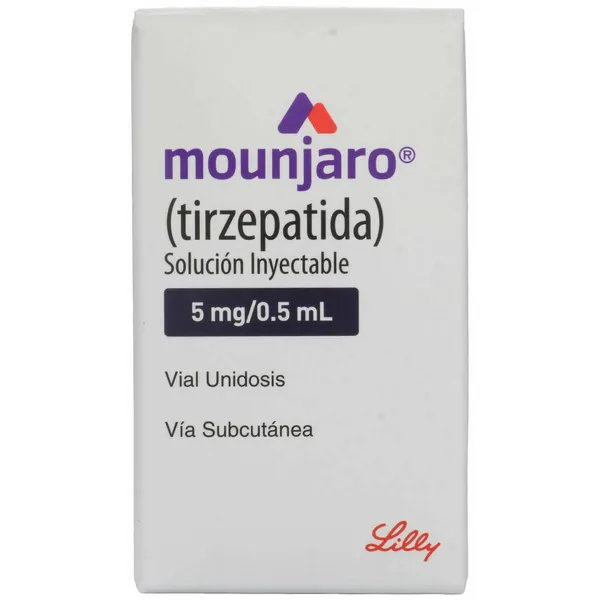 mounjaro®
(tirzepatida)
Solución Inyectable
5 mg/0.5 mL
Vial Unidosis
Vía Subcutánea
Lilly